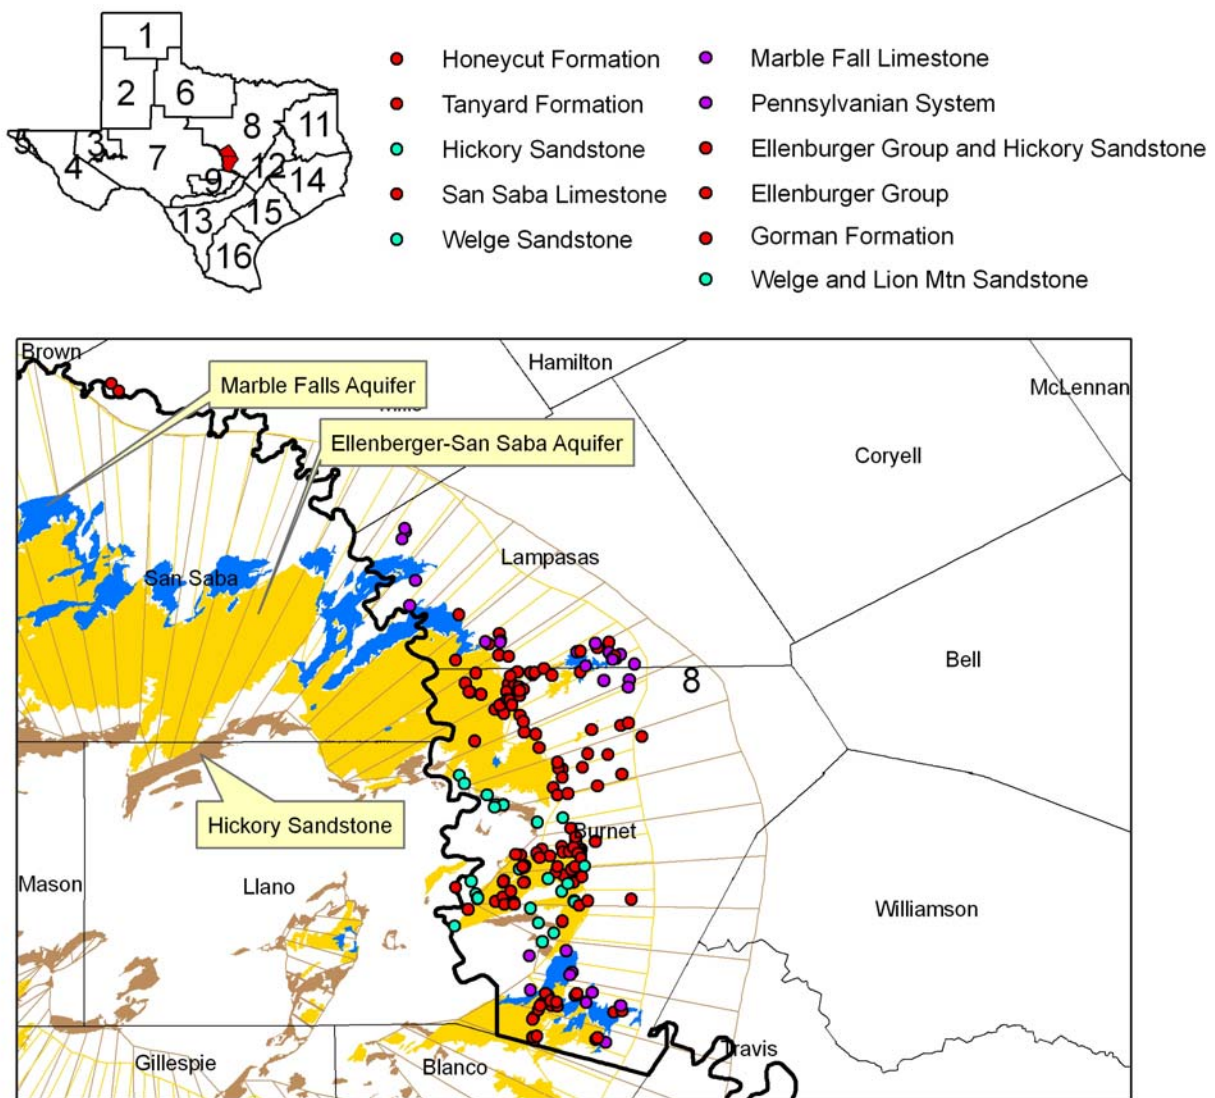 1
2
6
8
11
5
3
4
7
9
12
14
13
15
16
Honeycut Formation
Tanyard Formation
Hickory Sandstone
San Saba Limestone
Welge Sandstone
Marble Fall Limestone
Pennsylvanian System
Ellenburger Group and Hickory Sandstone
Ellenburger Group
Gorman Formation
Welge and Lion Mtn Sandstone
Brown
Hamilton
McLennan
Marble Falls Aquifer
Ellenberger-San Saba Aquifer
Coryell
Lampasas
San Saba
Bell
8
Hickory Sandstone
Burnet
Mason
Llano
Williamson
Travis
Gillespie
Blanco